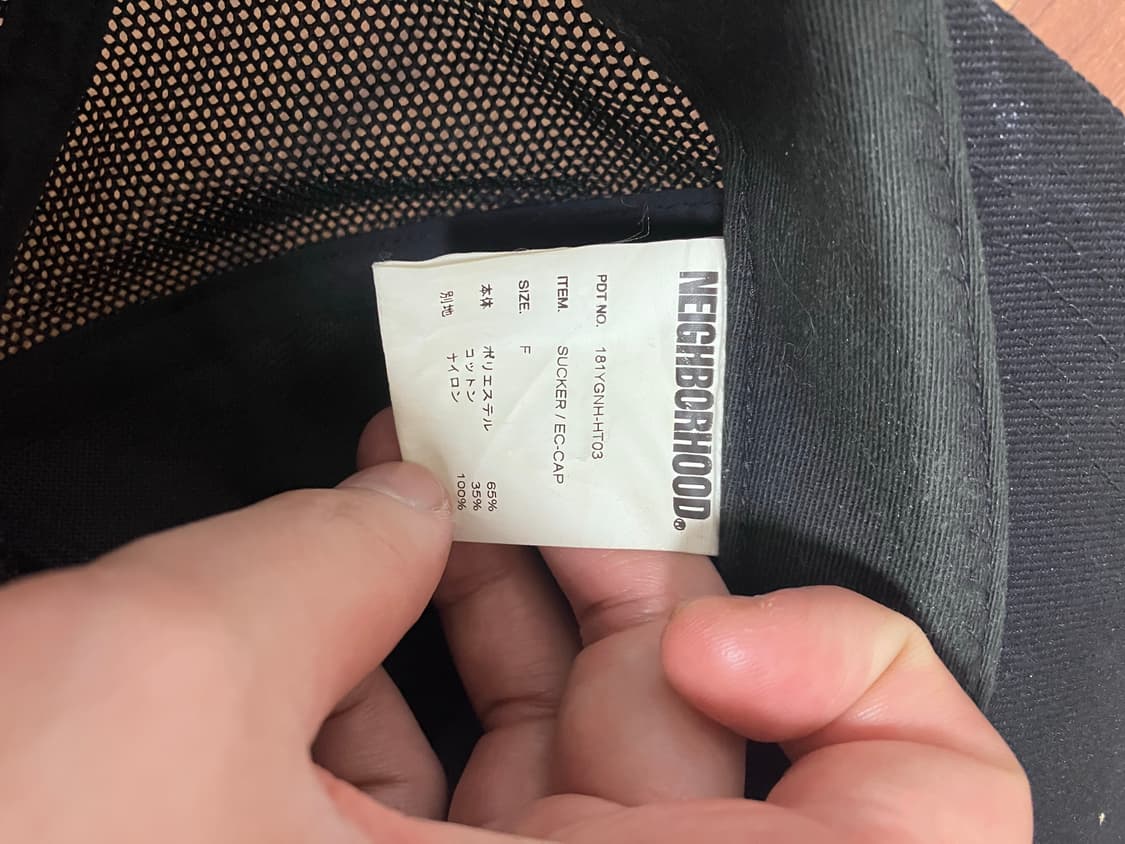 NEIGHBORHOOD®
PDT NO. 181YGNH-HT03
ITEM. SUCKER / EC-CAP
SIZE. F
本体 ポリエステル 65%
コットン 35%
別地 ナイロン 100%